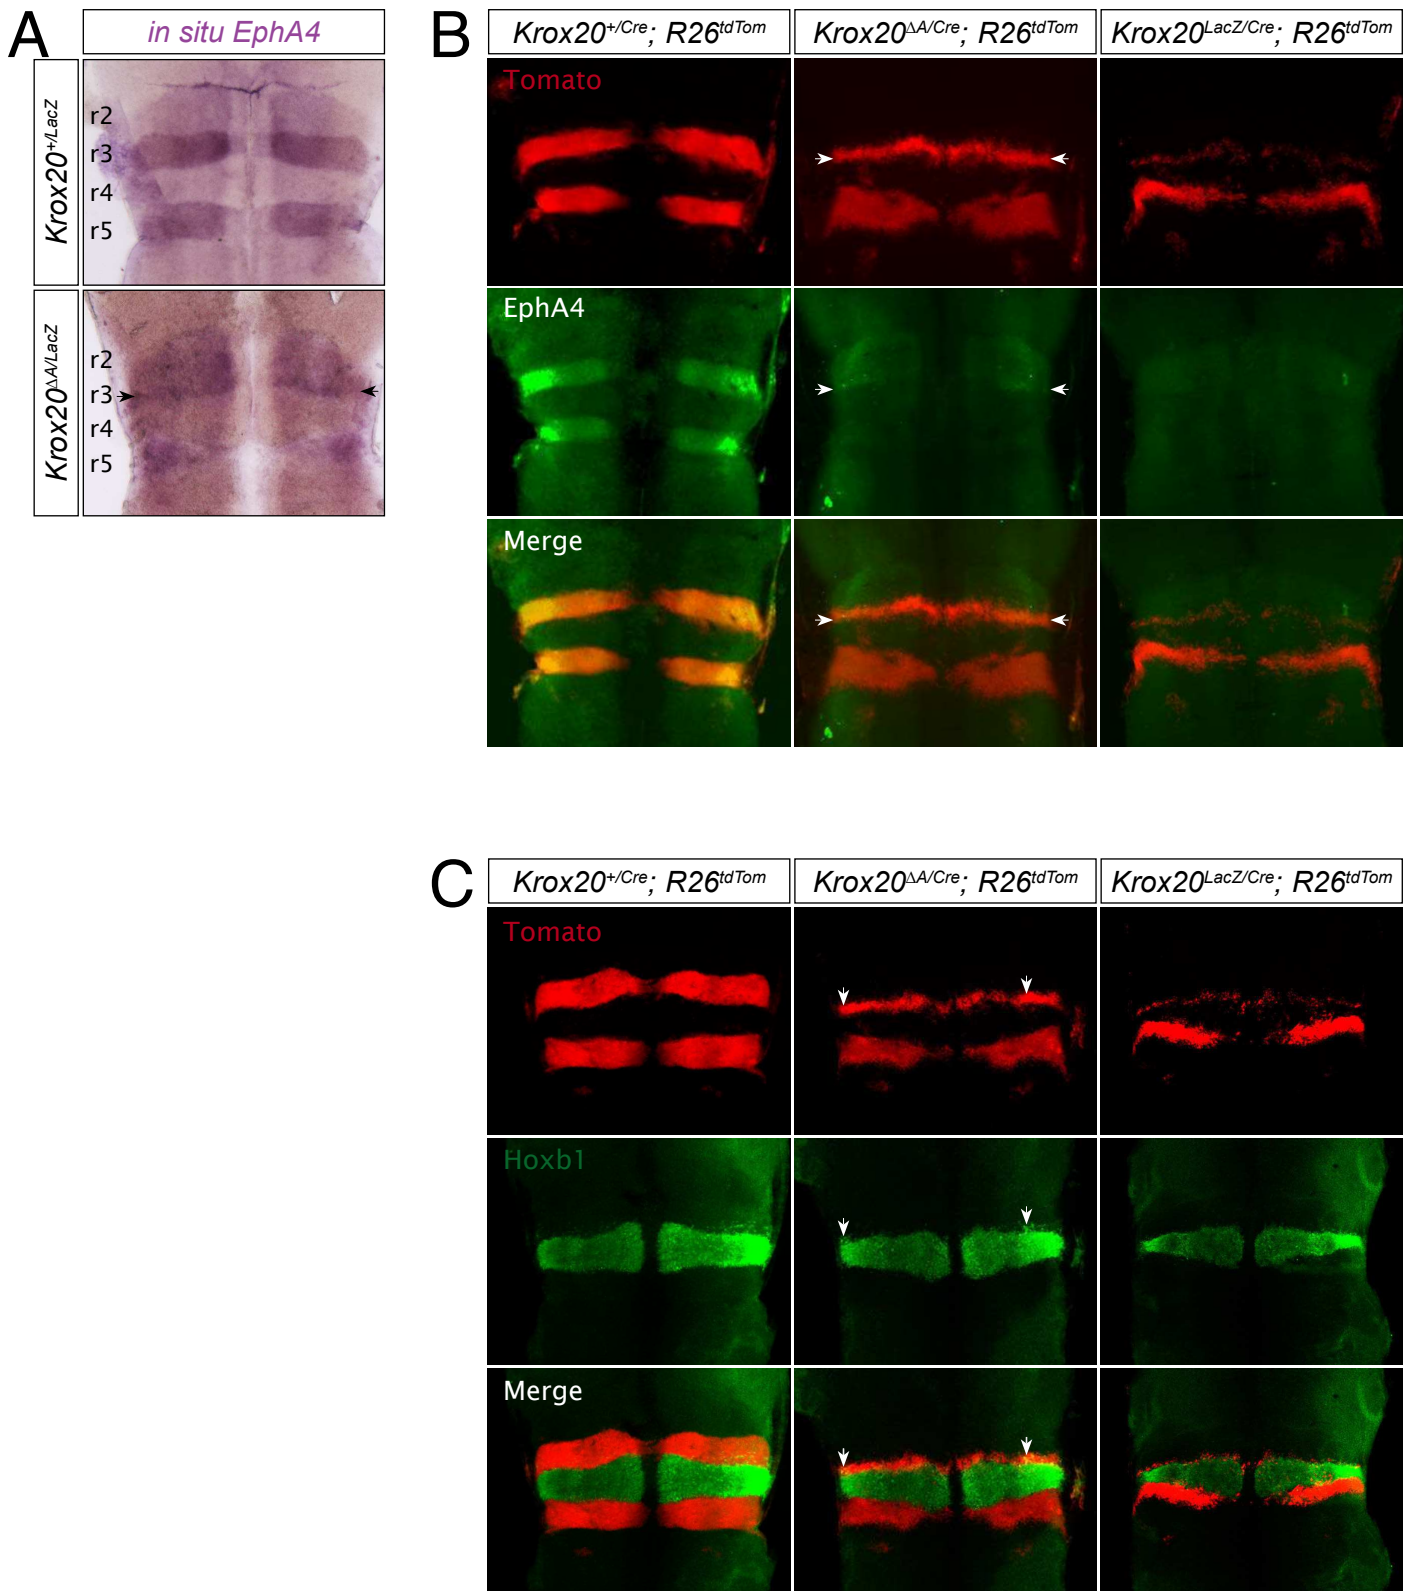 A
in situ EphA4
Krox20+/LacZ
r2
r3
r4
r5
Krox20ΔA/LacZ
r2
r3
r4
r5
B
Krox20+/Cre; R26tdTom
Krox20ΔA/Cre; R26tdTom
Krox20LacZ/Cre; R26tdTom
Tomato
EphA4
Merge
C
Krox20+/Cre; R26tdTom
Krox20ΔA/Cre; R26tdTom
Krox20LacZ/Cre; R26tdTom
Tomato
Hoxb1
Merge